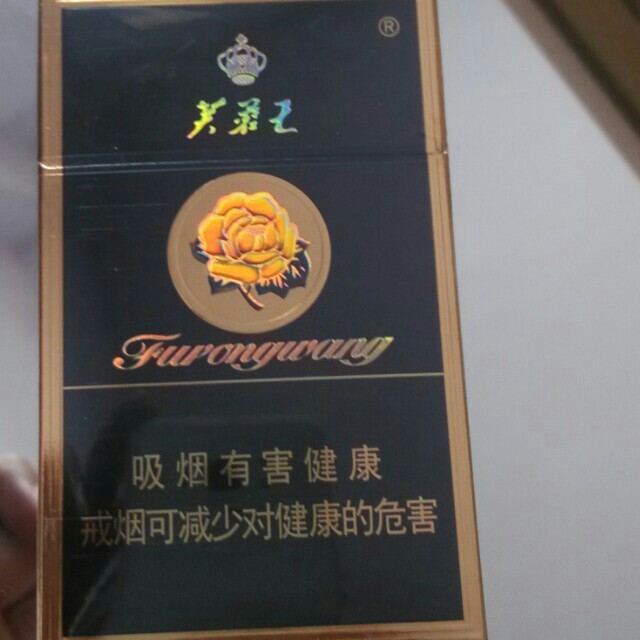 ®
芙蓉王
Furongwang
吸烟有害健康
戒烟可减少对健康的危害